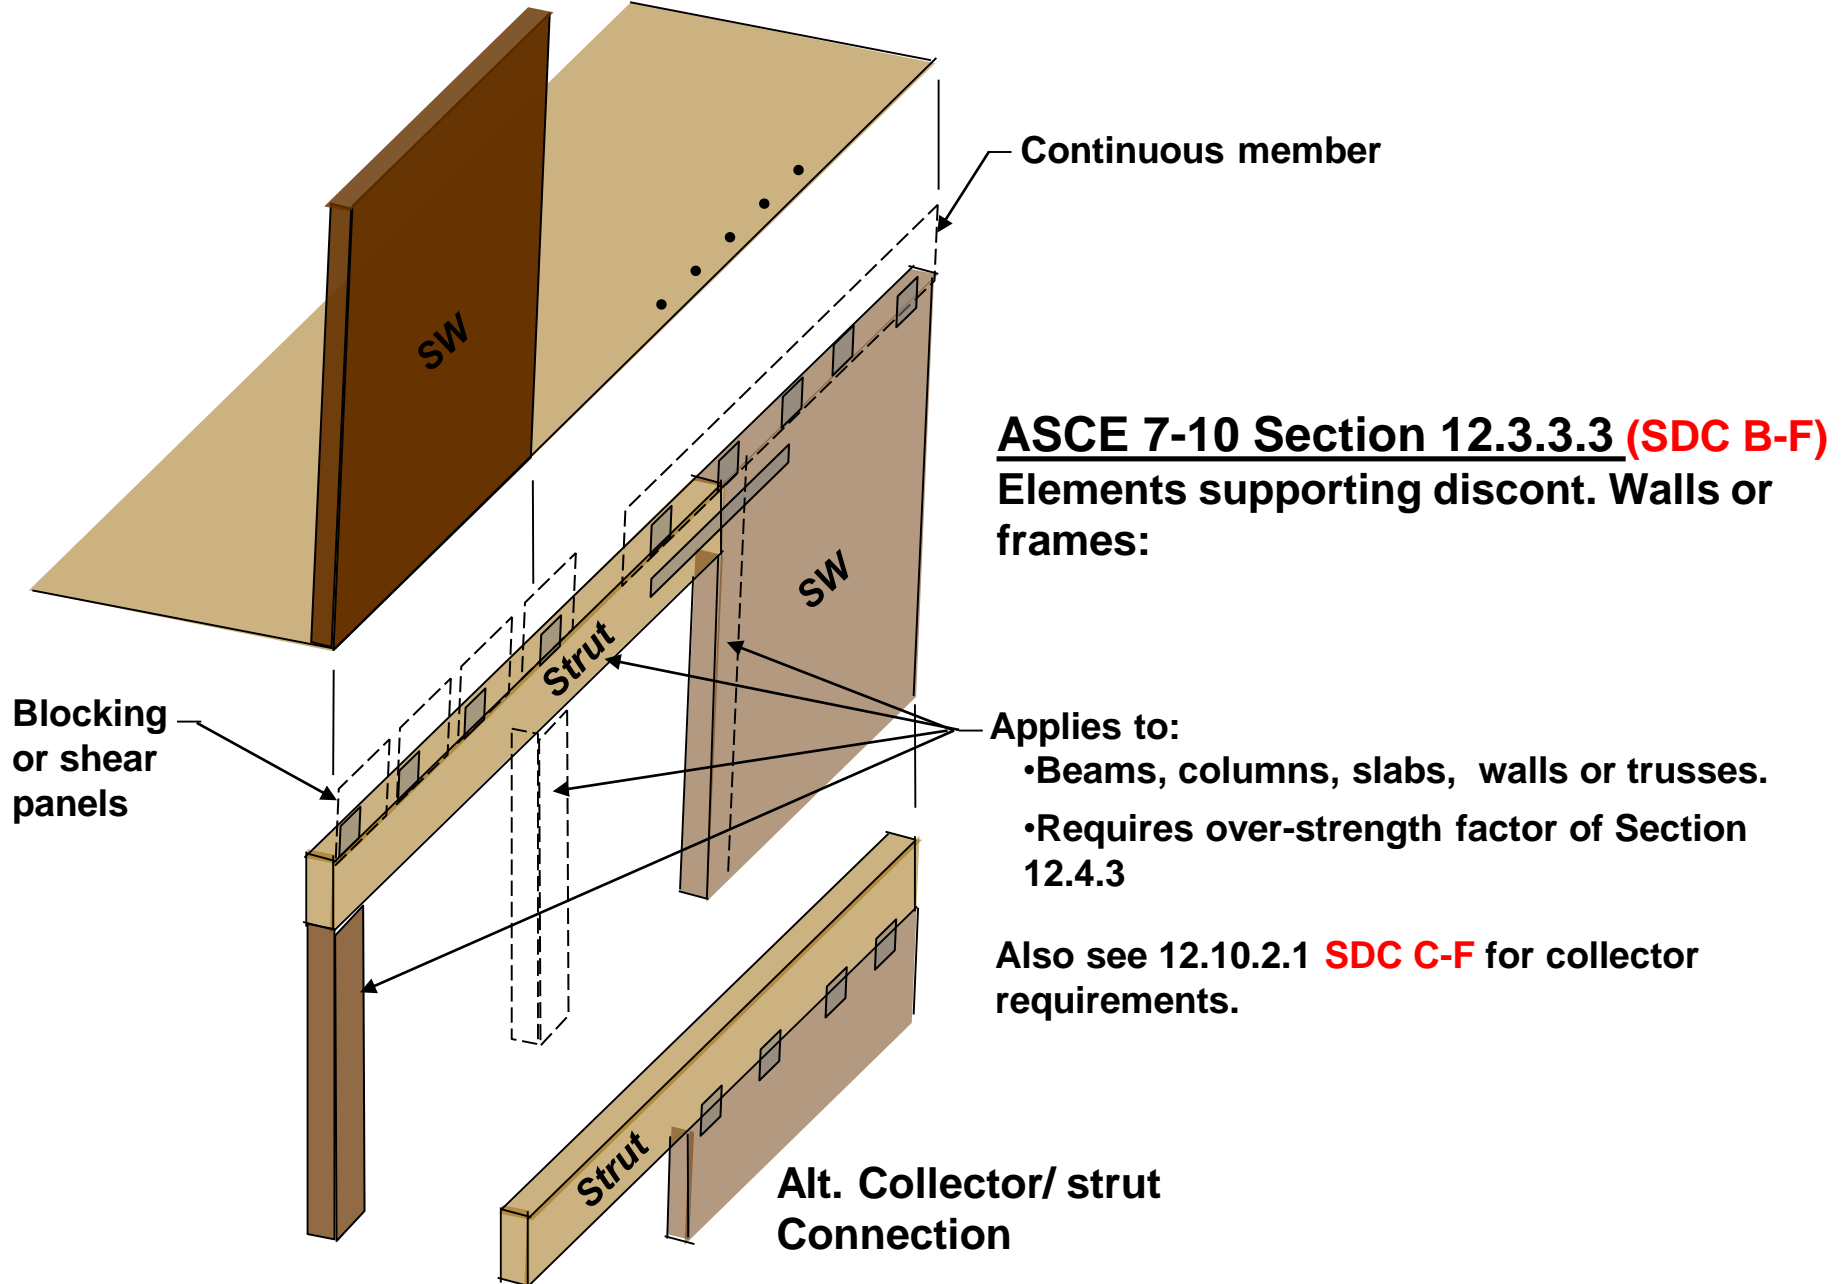 Continuous member
SW
ASCE 7-10 Section 12.3.3.3 (SDC B-F)
Elements supporting discont. Walls or
frames:
SW
Strut
Blocking
or shear
panels
Applies to:
•Beams, columns, slabs, walls or trusses.
•Requires over-strength factor of Section
12.4.3
Also see 12.10.2.1 SDC C-F for collector
requirements.
Strut
Alt. Collector/ strut
Connection